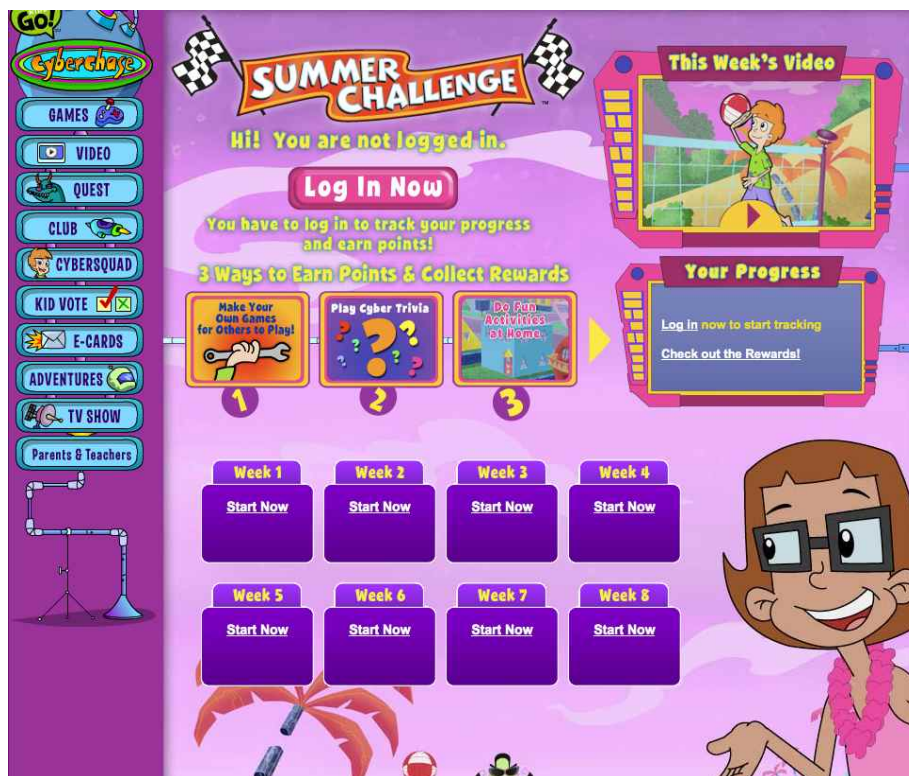 GO!
Cyberchase
GAMES
VIDEO
QUEST
CLUB
CYBERSQUAD
KID VOTE
E-CARDS
ADVENTURES
TV SHOW
Parents & Teachers
SUMMER
CHALLENGE
TM
Hi! You are not logged in.
Log In Now
You have to log in to track your progress
and earn points!
3 Ways to Earn Points & Collect Rewards
Make Your
Own Games
for Others to Play!
1
Play Cyber Trivia
? ? ? ? ? ? ?
2
Do Fun
Activities
at Home
3
This Week's Video
Your Progress
Log in now to start tracking
Check out the Rewards!
Week 1
Start Now
Week 2
Start Now
Week 3
Start Now
Week 4
Start Now
Week 5
Start Now
Week 6
Start Now
Week 7
Start Now
Week 8
Start Now